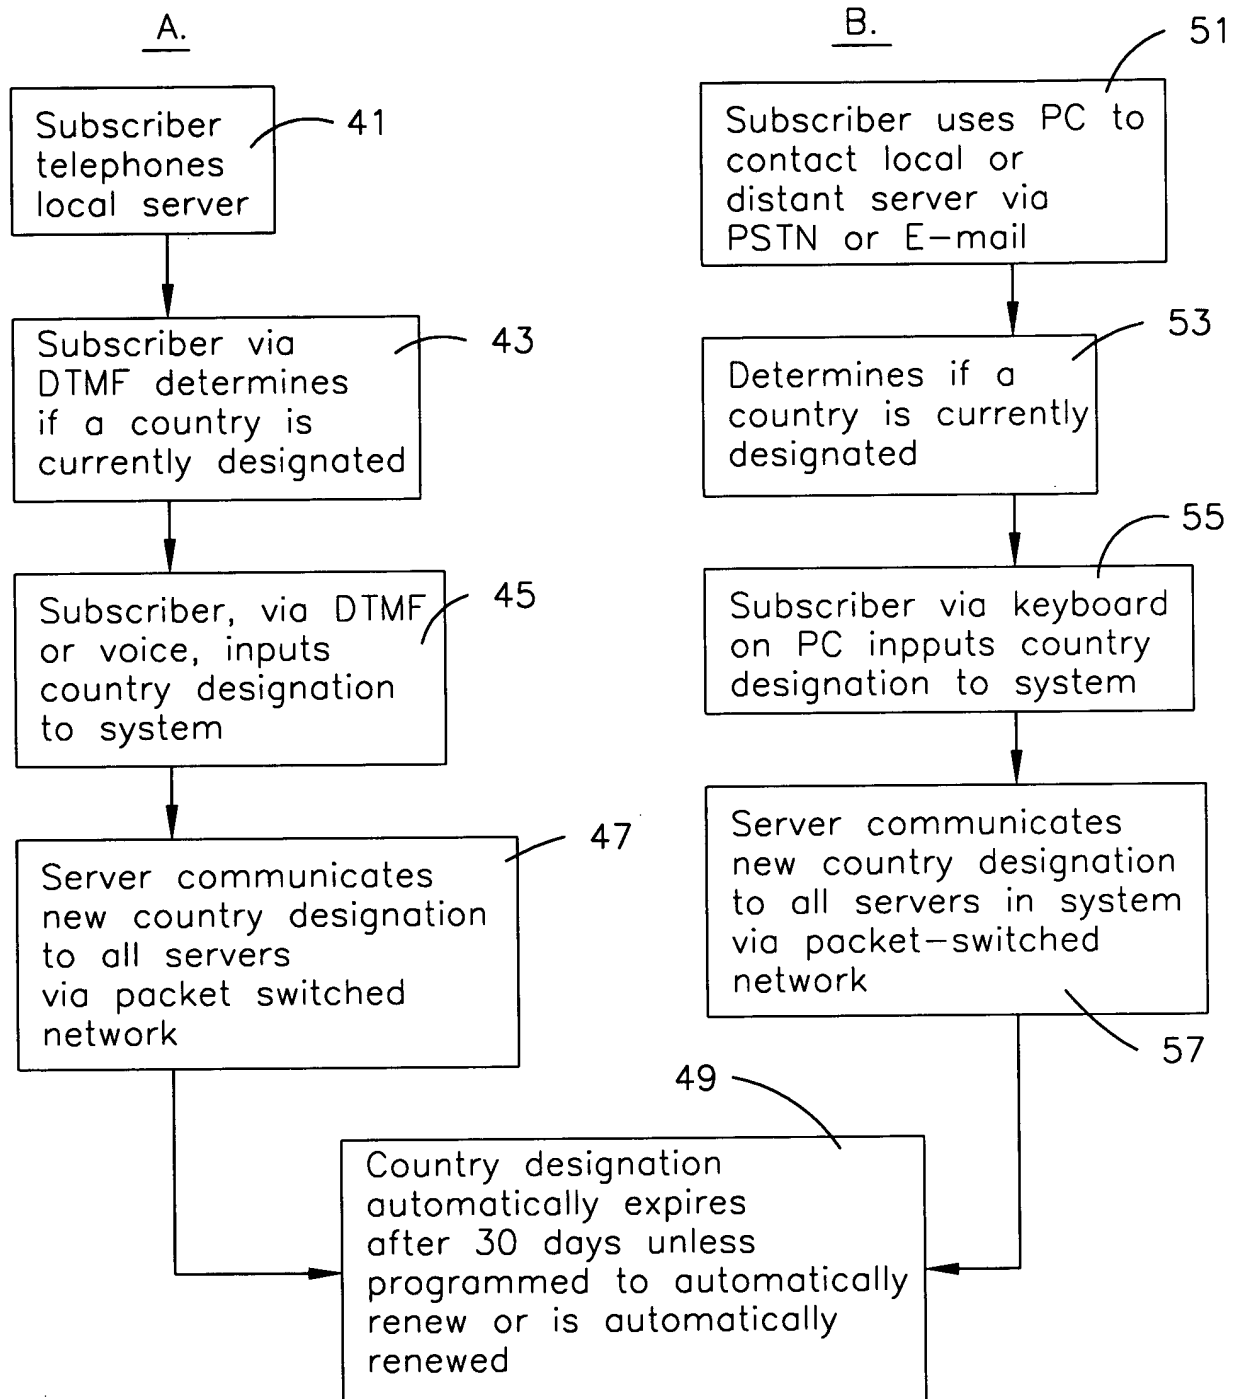 A.
Subscriber
telephones
local server
41
Subscriber via
DTMF determines
if a country is
currently designated
43
Subscriber, via DTMF
or voice, inputs
country designation
to system
45
Server communicates
new country designation
to all servers
via packet switched
network
47
B.
51
Subscriber uses PC to
contact local or
distant server via
PSTN or E-mail
53
Determines if a
country is currently
designated
55
Subscriber via keyboard
on PC inpputs country
designation to system
Server communicates
new country designation
to all servers in system
via packet-switched
network
57
49
Country designation
automatically expires
after 30 days unless
programmed to automatically
renew or is automatically
renewed